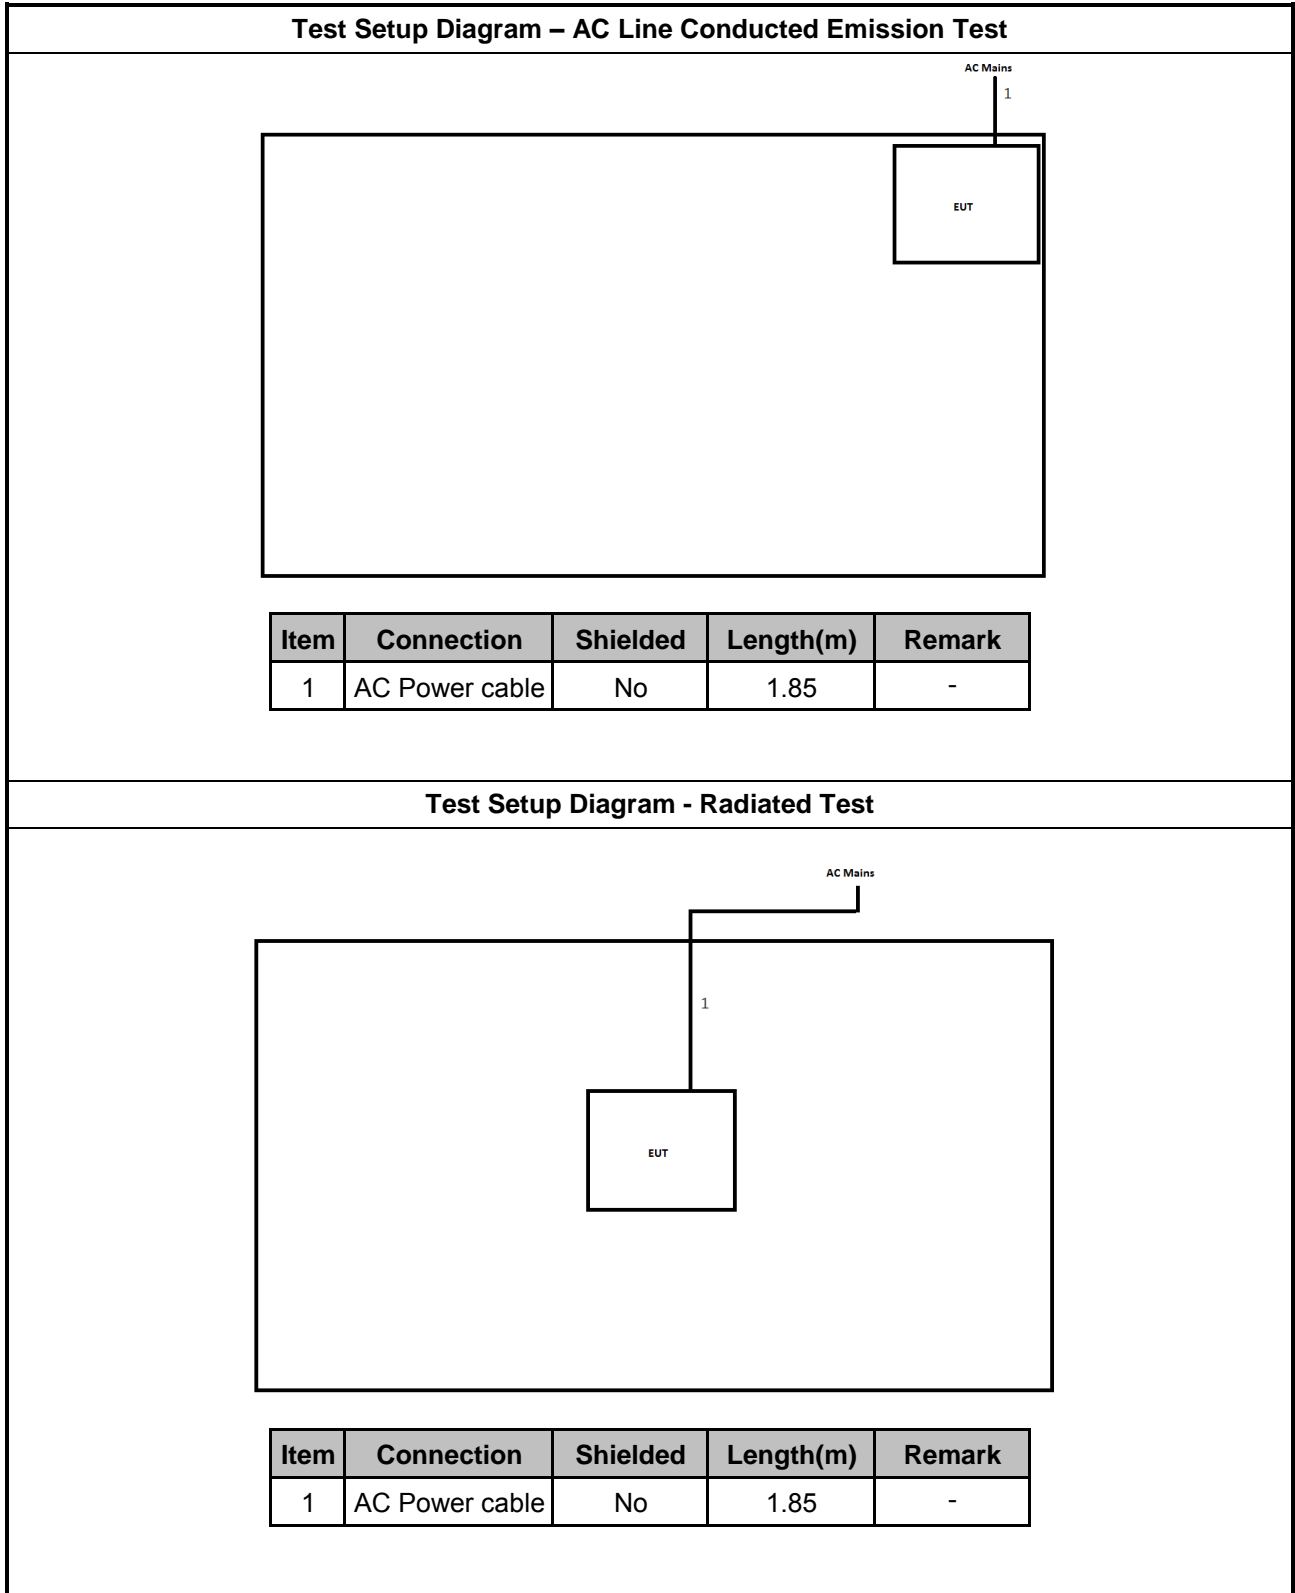 Test Setup Diagram – AC Line Conducted Emission Test
AC Mains
1
EUT
Item Connection Shielded Length(m) Remark
1 AC Power cable No 1.85 -
Test Setup Diagram - Radiated Test
AC Mains
1
EUT
Item Connection Shielded Length(m) Remark
1 AC Power cable No 1.85 -